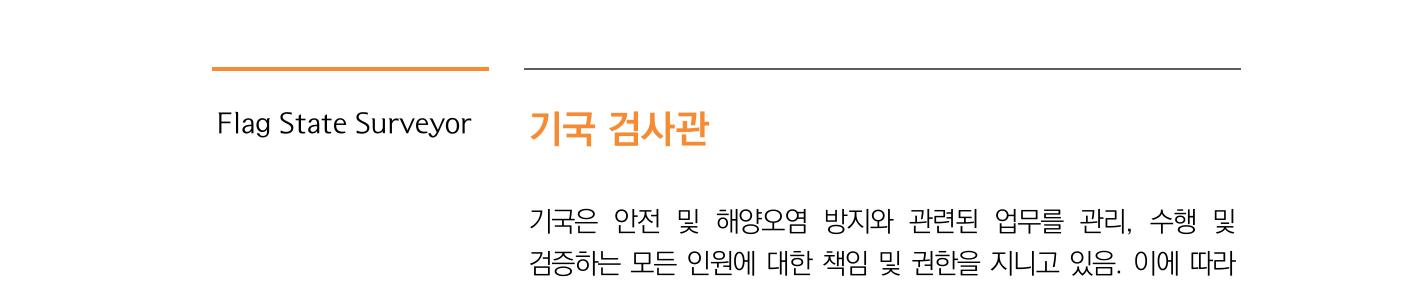 Flag State Surveyor
기국 검사관
기국은 안전 및 해양오염 방지와 관련된 업무를 관리, 수행 및
검증하는 모든 인원에 대한 책임 및 권한을 지니고 있음. 이에 따라